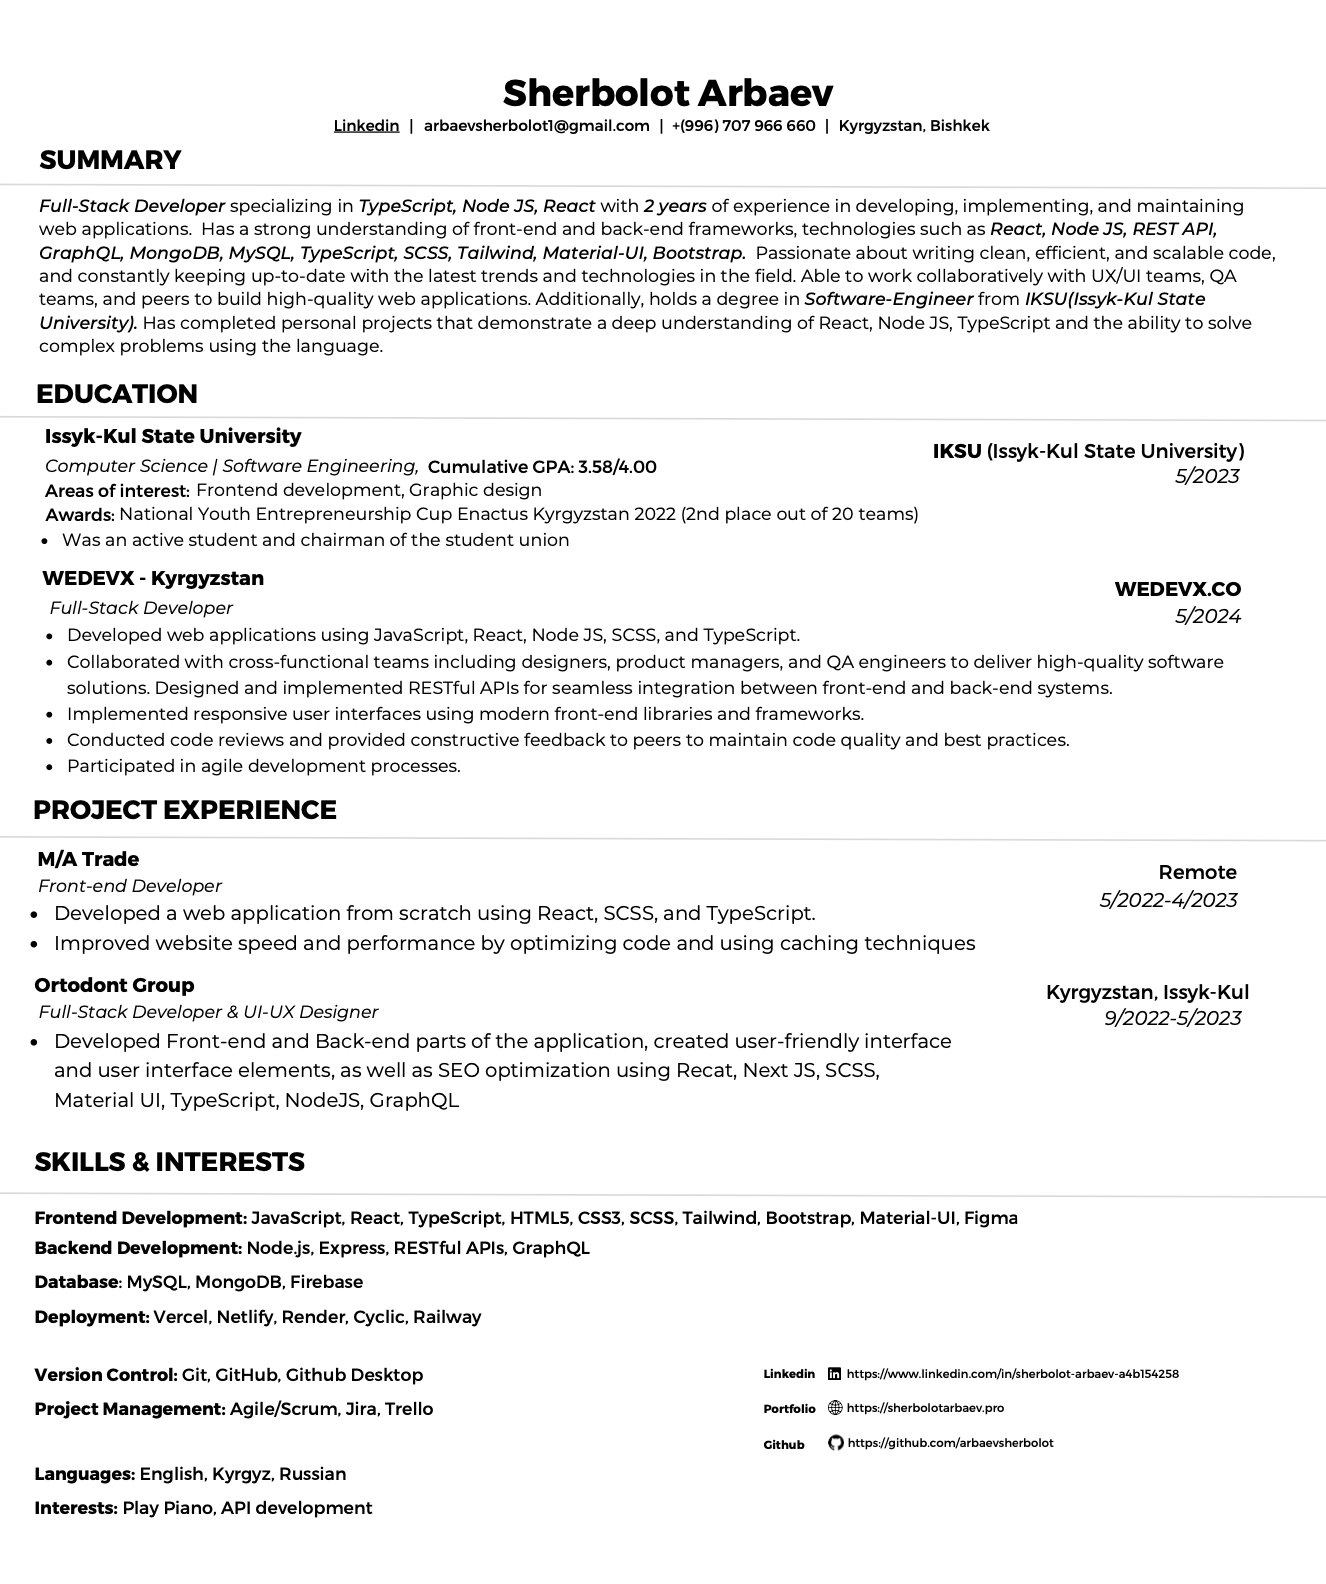 Sherbolot Arbaev
Linkedin | arbaevsherbolot1@gmail.com | +(996) 707 966 660 | Kyrgyzstan, Bishkek
SUMMARY
Full-Stack Developer specializing in TypeScript, Node JS, React with 2 years of experience in developing, implementing, and maintaining
web applications. Has a strong understanding of front-end and back-end frameworks, technologies such as React, Node JS, REST API,
GraphQL, MongoDB, MySQL, TypeScript, SCSS, Tailwind, Material-UI, Bootstrap. Passionate about writing clean, efficient, and scalable code,
and constantly keeping up-to-date with the latest trends and technologies in the field. Able to work collaboratively with UX/UI teams, QA
teams, and peers to build high-quality web applications. Additionally, holds a degree in Software-Engineer from IKSU(Issyk-Kul State
University). Has completed personal projects that demonstrate a deep understanding of React, Node JS, TypeScript and the ability to solve
complex problems using the language.
EDUCATION
Issyk-Kul State University
IKSU (Issyk-Kul State University)
Computer Science | Software Engineering, Cumulative GPA: 3.58/4.00
5/2023
Areas of interest: Frontend development, Graphic design
Awards: National Youth Entrepreneurship Cup Enactus Kyrgyzstan 2022 (2nd place out of 20 teams)
• Was an active student and chairman of the student union
WEDEVX - Kyrgyzstan
WEDEVX.CO
Full-Stack Developer
5/2024
• Developed web applications using JavaScript, React, Node JS, SCSS, and TypeScript.
• Collaborated with cross-functional teams including designers, product managers, and QA engineers to deliver high-quality software
solutions. Designed and implemented RESTful APIs for seamless integration between front-end and back-end systems.
• Implemented responsive user interfaces using modern front-end libraries and frameworks.
• Conducted code reviews and provided constructive feedback to peers to maintain code quality and best practices.
• Participated in agile development processes.
PROJECT EXPERIENCE
M/A Trade
Remote
Front-end Developer
5/2022-4/2023
• Developed a web application from scratch using React, SCSS, and TypeScript.
• Improved website speed and performance by optimizing code and using caching techniques
Ortodont Group
Kyrgyzstan, Issyk-Kul
Full-Stack Developer & UI-UX Designer
9/2022-5/2023
• Developed Front-end and Back-end parts of the application, created user-friendly interface
and user interface elements, as well as SEO optimization using Recat, Next JS, SCSS,
Material UI, TypeScript, NodeJS, GraphQL
SKILLS & INTERESTS
Frontend Development: JavaScript, React, TypeScript, HTML5, CSS3, SCSS, Tailwind, Bootstrap, Material-UI, Figma
Backend Development: Node.js, Express, RESTful APIs, GraphQL
Database: MySQL, MongoDB, Firebase
Deployment: Vercel, Netlify, Render, Cyclic, Railway
Version Control: Git, GitHub, Github Desktop
Linkedin https://www.linkedin.com/in/sherbolot-arbaev-a4b154258
Project Management: Agile/Scrum, Jira, Trello
Portfolio https://sherbolotarbaev.pro
Github https://github.com/arbaevsherbolot
Languages: English, Kyrgyz, Russian
Interests: Play Piano, API development